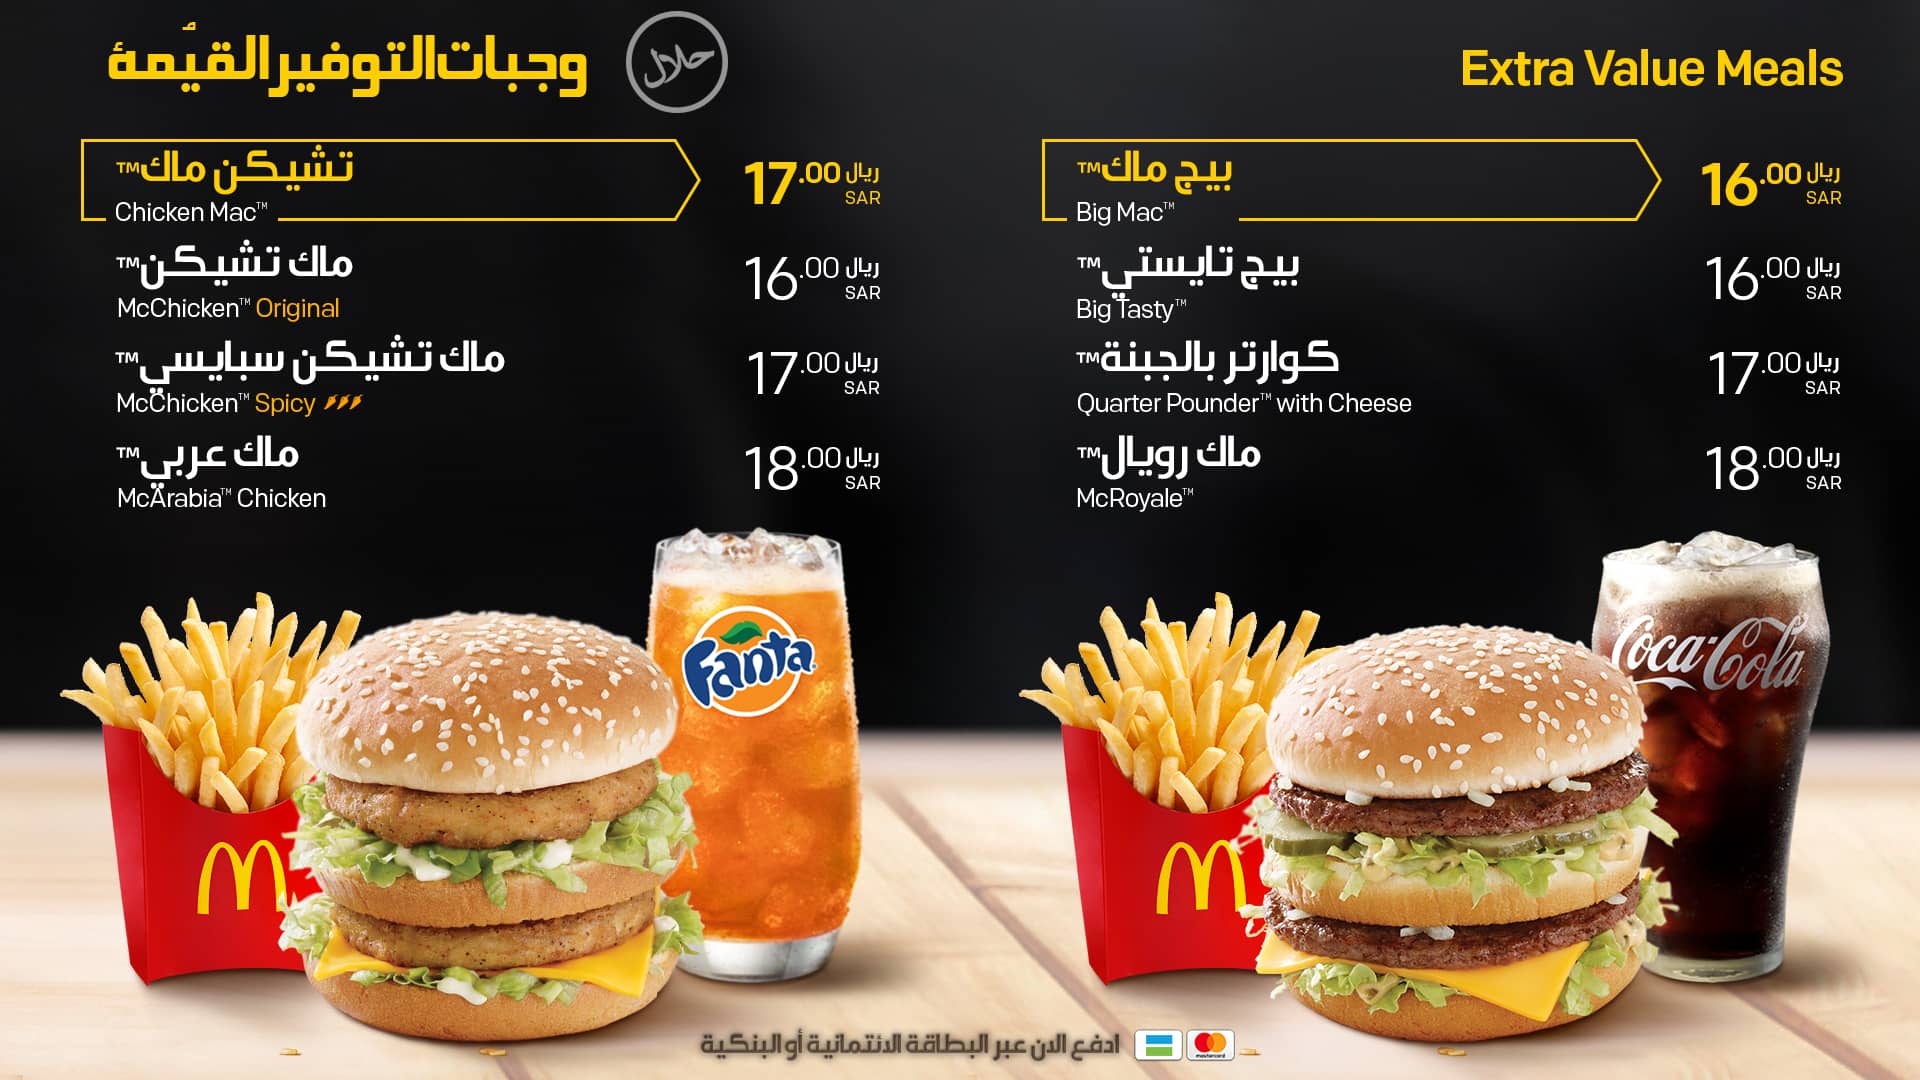 وجبات التوفير القيّمة
حلال
Extra Value Meals
تشيكن ماك™
Chicken Mac™
17.00 ريال
SAR
ماك تشيكن™
McChicken™ Original
16.00 ريال
SAR
ماك تشيكن سبايسي™
McChicken™ Spicy
17.00 ريال
SAR
ماك عربي™
McArabia™ Chicken
18.00 ريال
SAR
بيج ماك™
Big Mac™
16.00 ريال
SAR
بيج تايستي™
Big Tasty™
16.00 ريال
SAR
كوارتر بالجبنة™
Quarter Pounder™ with Cheese
17.00 ريال
SAR
ماك رويال™
McRoyale™
18.00 ريال
SAR
Fanta
Coca-Cola
ادفع الان عبر البطاقة الائتمانية أو البنكية
mastercard